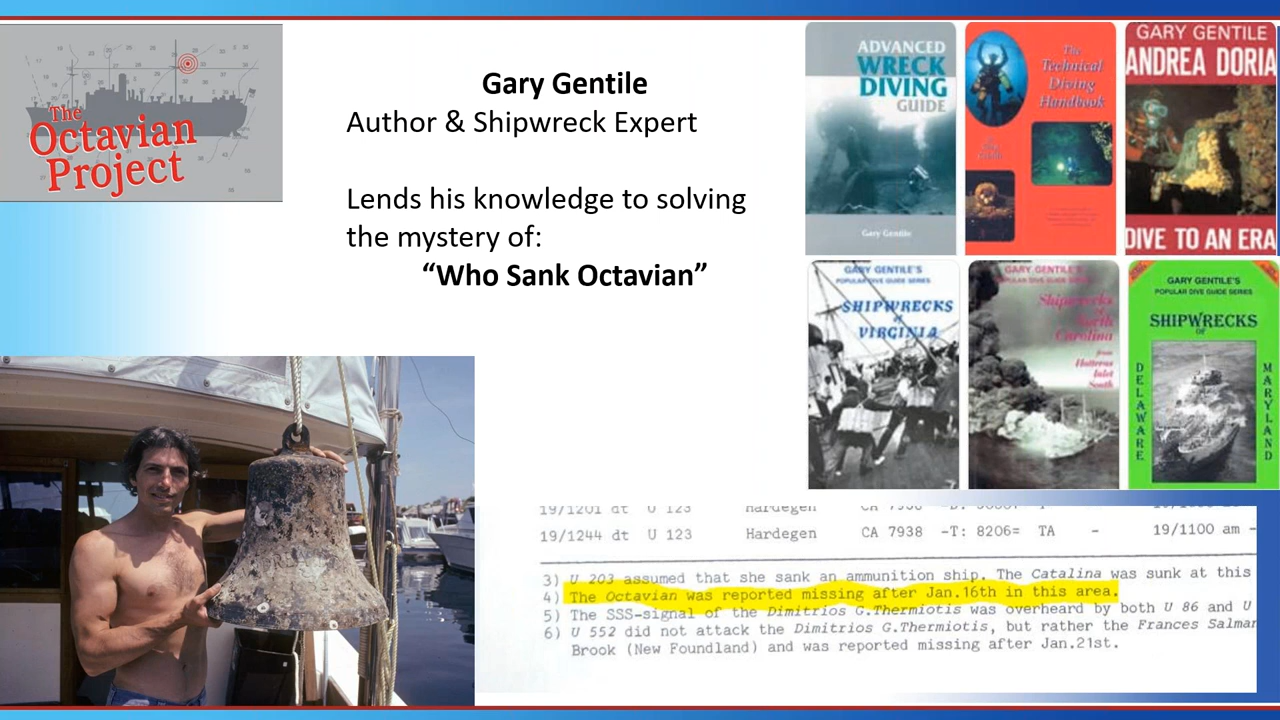 The
Octavian
Project
Gary Gentile
Author & Shipwreck Expert
Lends his knowledge to solving
the mystery of:
“Who Sank Octavian”
ADVANCED
WRECK
DIVING
GUIDE
Gary Gentile
The
Technical
Diving
Handbook
GARY GENTILE
ANDREA DORIA
DIVE TO AN ERA
GARY GENTILE'S
POPULAR DIVE GUIDE SERIES
SHIPWRECKS
of
VIRGINIA
GARY GENTILE'S
POPULAR DIVE GUIDE SERIES
Shipwrecks
of
North
Carolina
from
Hatteras
Inlet
South
GARY GENTILE'S
POPULAR DIVE GUIDE SERIES
SHIPWRECKS
OF
DELAWARE
MARYLAND
19/1201 dt U 123 Hardegen
19/1244 dt U 123 Hardegen CA 7938 -T: 8206= TA - 19/1100 am -
3) U 203 assumed that she sank an ammunition ship. The Catalina was sunk at this
4) The Octavian was reported missing after Jan.16th in this area.
5) The SSS-signal of the Dimitrios G.Thermiotis was overheard by both U 86 and U
6) U 552 did not attack the Dimitrios G.Thermiotis, but rather the Frances Salman
Brook (New Foundland) and was reported missing after Jan.21st.